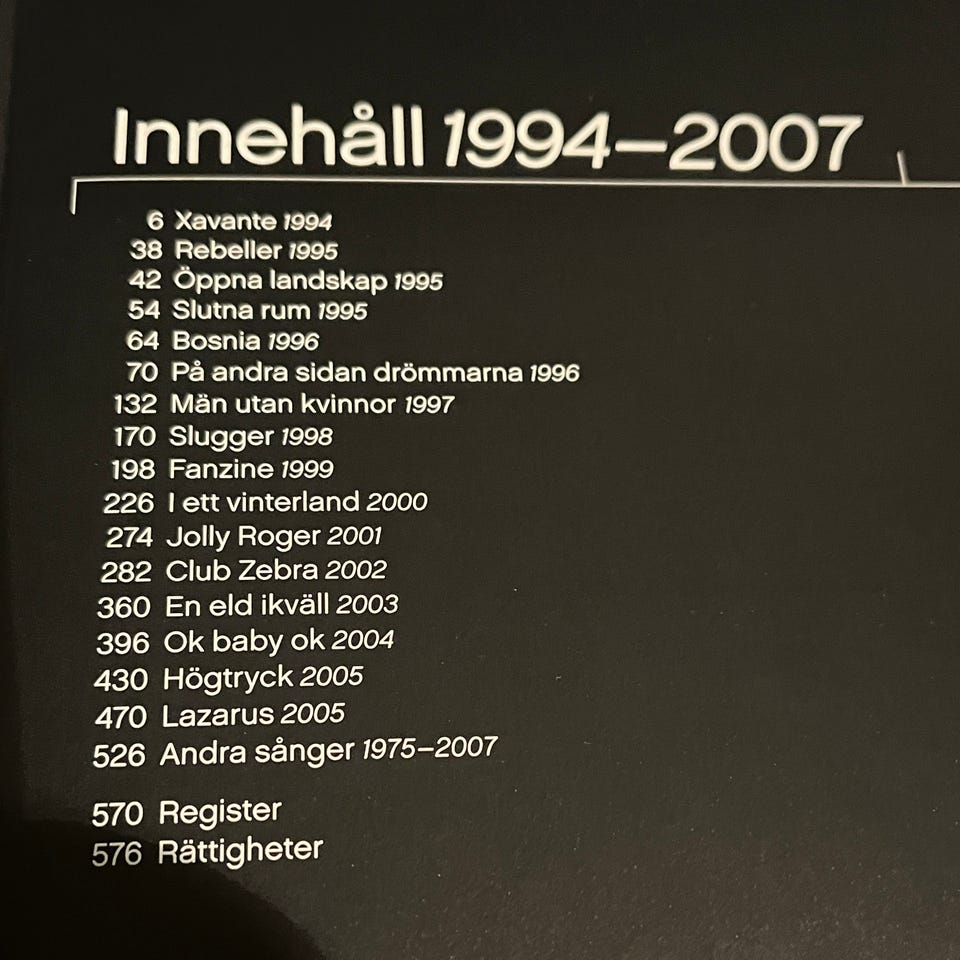 Innehåll 1994–2007
6 Xavante 1994
38 Rebeller 1995
42 Öppna landskap 1995
54 Slutna rum 1995
64 Bosnia 1996
70 På andra sidan drömmarna 1996
132 Män utan kvinnor 1997
170 Slugger 1998
198 Fanzine 1999
226 I ett vinterland 2000
274 Jolly Roger 2001
282 Club Zebra 2002
360 En eld ikväll 2003
396 Ok baby ok 2004
430 Högtryck 2005
470 Lazarus 2005
526 Andra sånger 1975–2007
570 Register
576 Rättigheter